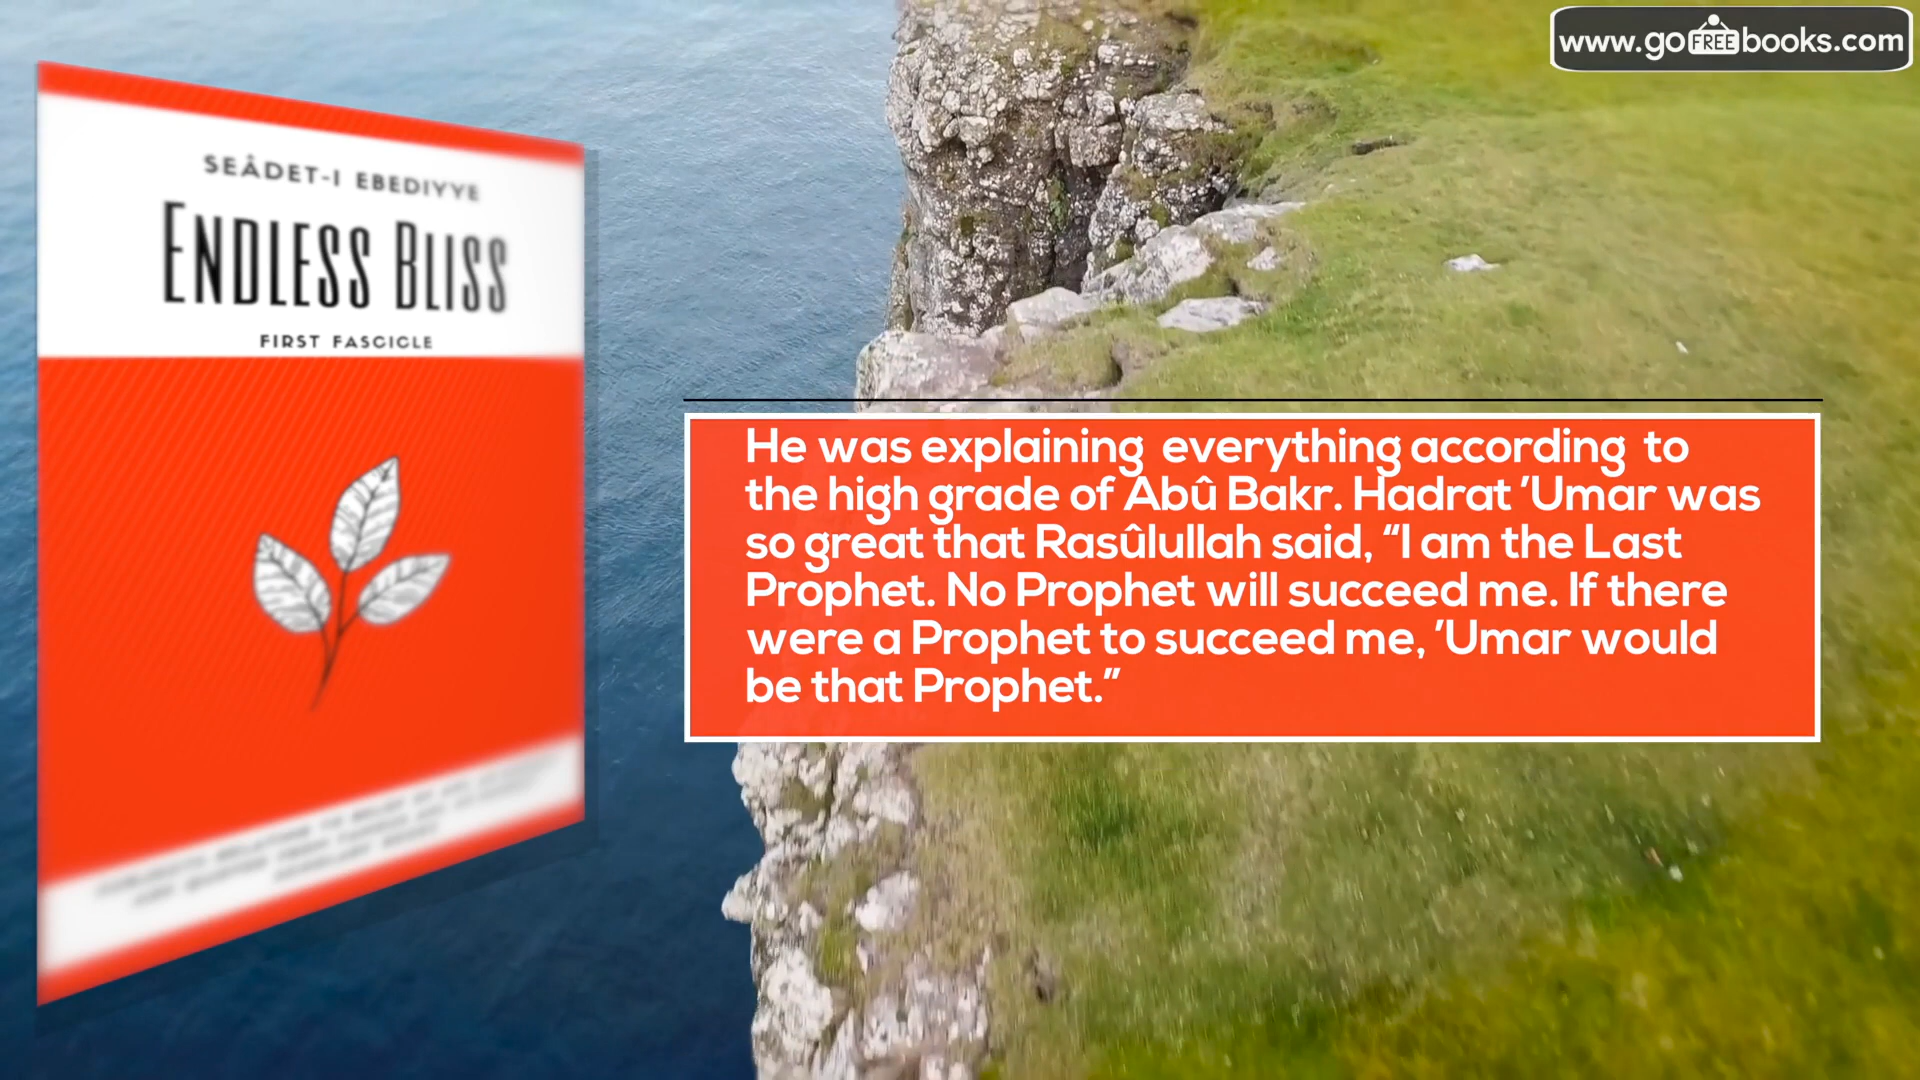 www.goFREEbooks.com
SEÂDET-I EBEDIYYE
ENDLESS BLISS
FIRST FASCICLE
He was explaining everything according to
the high grade of Abû Bakr. Hadrat ’Umar was
so great that Rasûlullah said, “I am the Last
Prophet. No Prophet will succeed me. If there
were a Prophet to succeed me, ’Umar would
be that Prophet.”